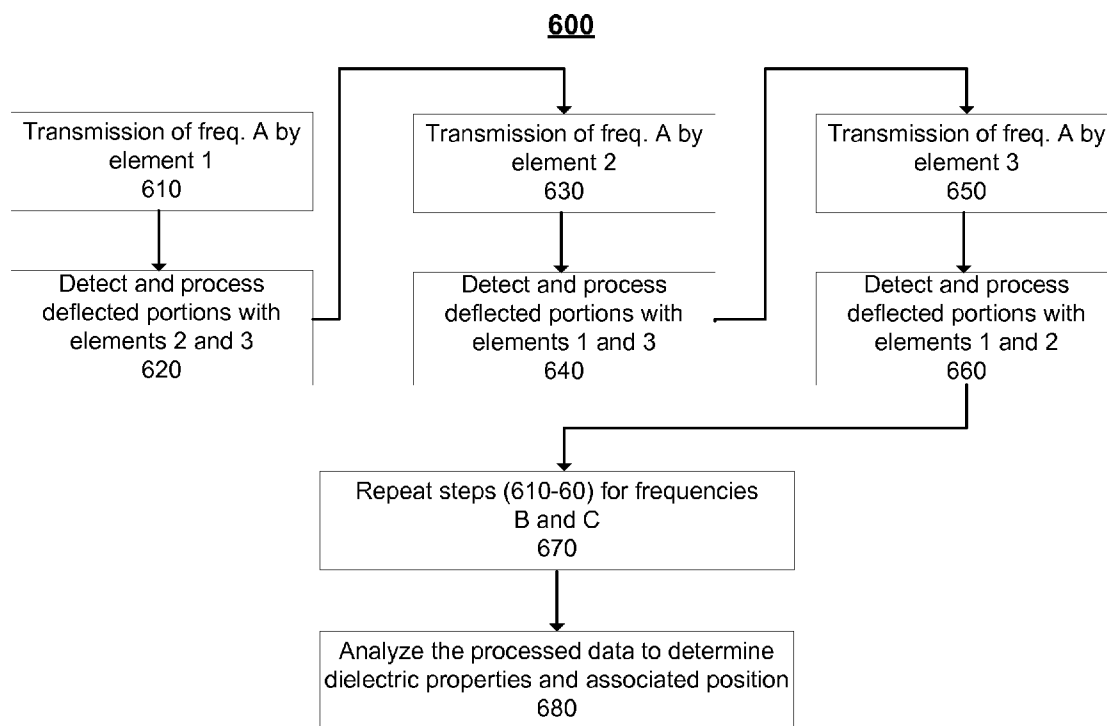 600
Transmission of freq. A by
element 1
610
Detect and process
deflected portions with
elements 2 and 3
620
Transmission of freq. A by
element 2
630
Detect and process
deflected portions with
elements 1 and 3
640
Transmission of freq. A by
element 3
650
Detect and process
deflected portions with
elements 1 and 2
660
Repeat steps (610-60) for frequencies
B and C
670
Analyze the processed data to determine
dielectric properties and associated position
680